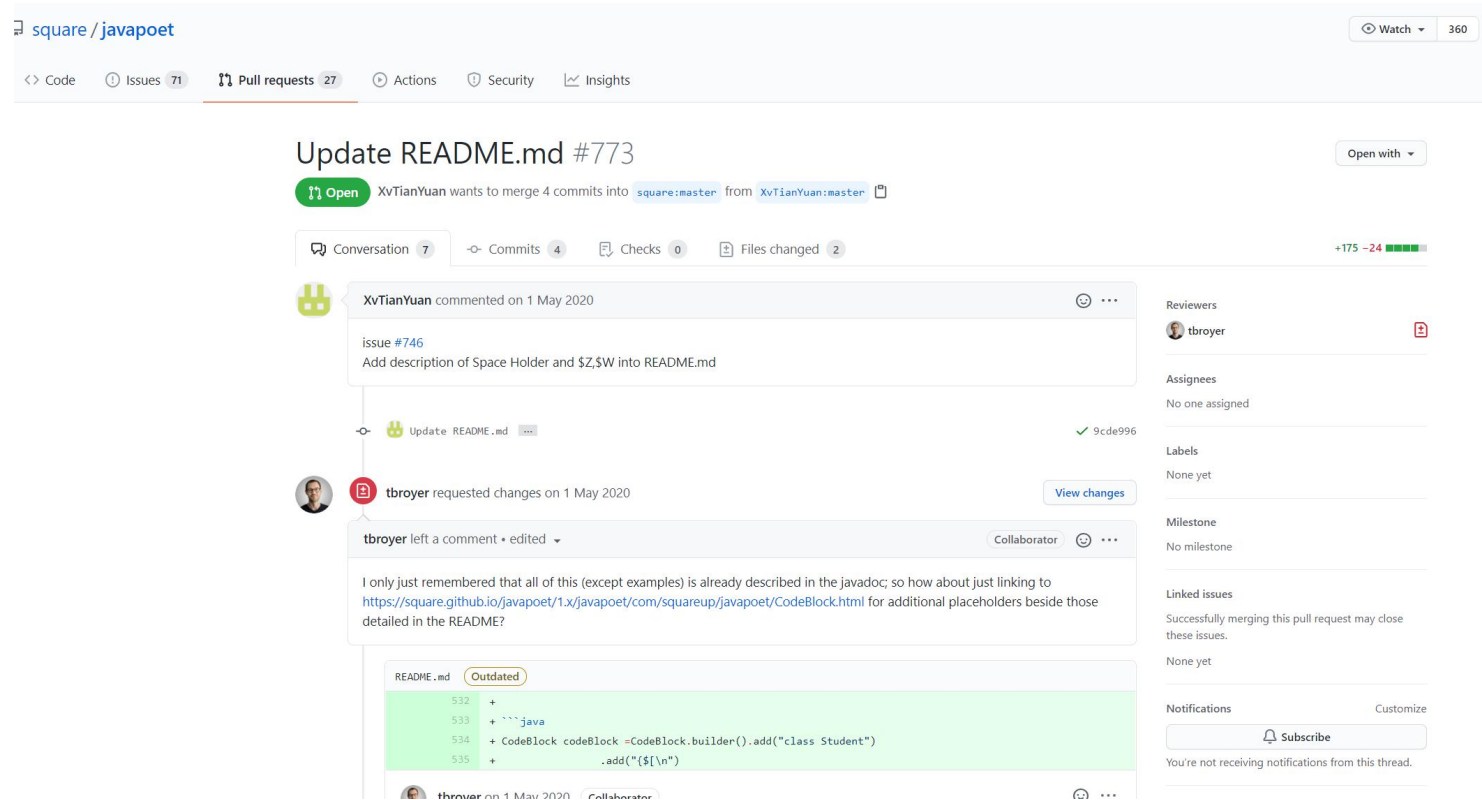 square / javapoet
Watch 360
Code Issues 71 Pull requests 27 Actions Security Insights
Update README.md #773
Open with
Open XvTianYuan wants to merge 4 commits into square:master from XvTianYuan:master
Conversation 7 Commits 4 Checks 0 Files changed 2
+175 −24
XvTianYuan commented on 1 May 2020
issue #746
Add description of Space Holder and $Z,$W into README.md
Update README.md ...
9cde996
tbroyer requested changes on 1 May 2020
View changes
tbroyer left a comment • edited
Collaborator
I only just remembered that all of this (except examples) is already described in the javadoc; so how about just linking to
https://square.github.io/javapoet/1.x/javapoet/com/squareup/javapoet/CodeBlock.html for additional placeholders beside those
detailed in the README?
README.md Outdated
532 +
533 + ```java
534 + CodeBlock codeBlock =CodeBlock.builder().add("class Student")
535 + .add("{$[\n")
tbroyer on 1 May 2020 Collaborator
Reviewers
tbroyer
Assignees
No one assigned
Labels
None yet
Milestone
No milestone
Linked issues
Successfully merging this pull request may close
these issues.
None yet
Notifications Customize
Subscribe
You're not receiving notifications from this thread.